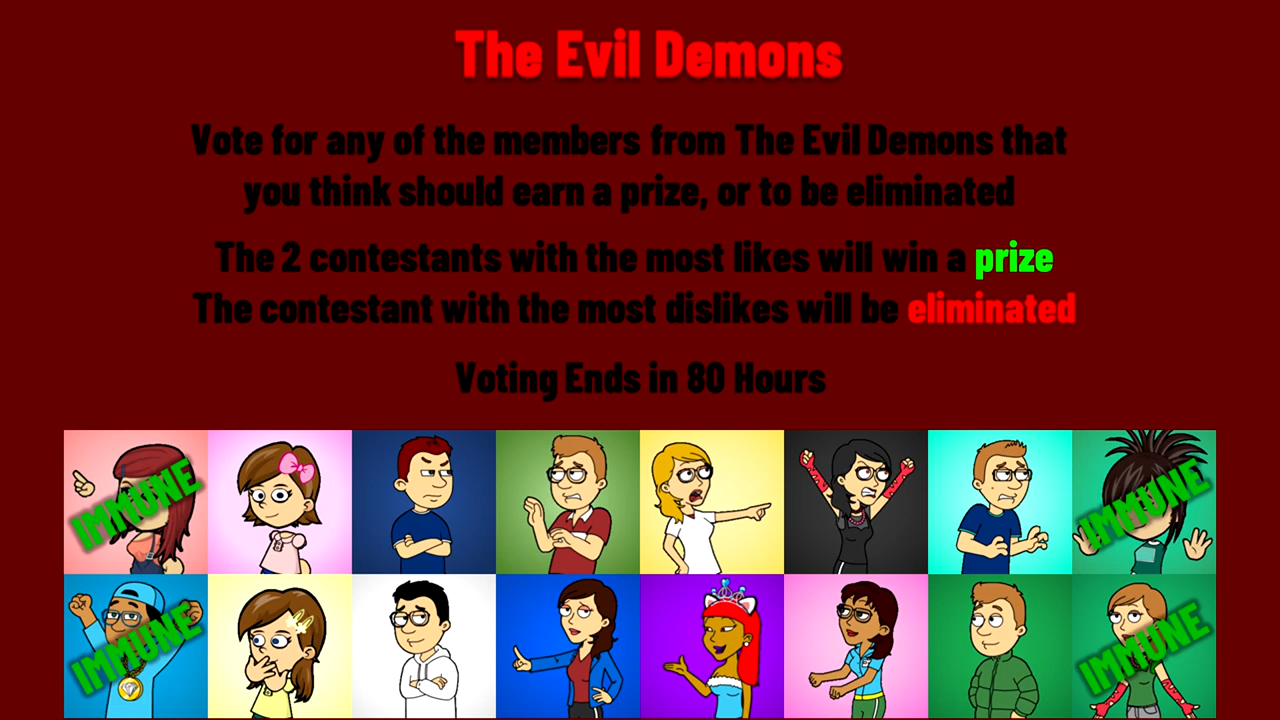 The Evil Demons
Vote for any of the members from The Evil Demons that
you think should earn a prize, or to be eliminated
The 2 contestants with the most likes will win a prize
The contestant with the most dislikes will be eliminated
Voting Ends in 80 Hours
IMMUNE
IMMUNE
IMMUNE
IMMUNE